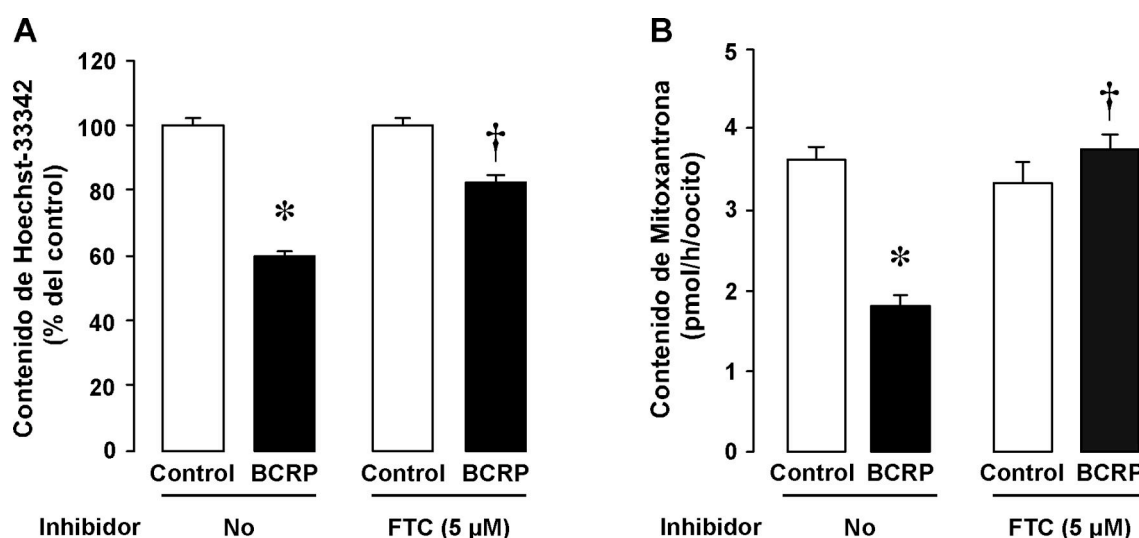 A
Contenido de Hoechst-33342
(% del control)
120
100
80
60
40
20
0
*
†
Control BCRP Control BCRP
Inhibidor No FTC (5 µM)
B
Contenido de Mitoxantrona
(pmol/h/oocito)
5
4
3
2
1
0
*
†
Control BCRP Control BCRP
Inhibidor No FTC (5 µM)